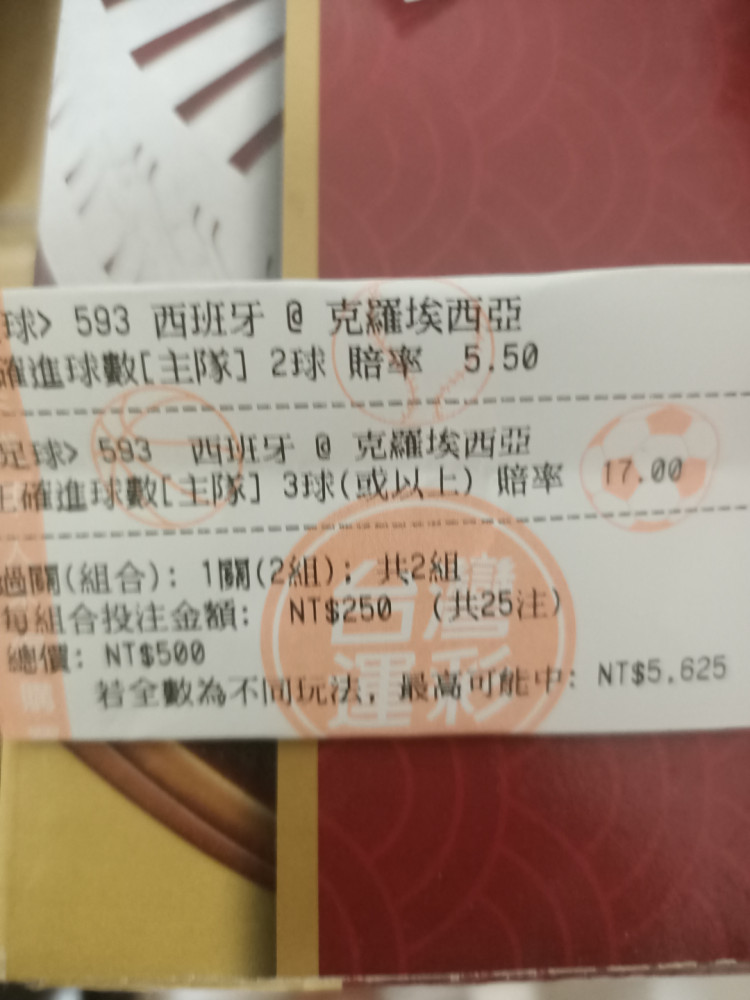 球> 593 西班牙 @ 克羅埃西亞
確進球數[主隊] 2球 賠率 5.50
足球> 593 西班牙 @ 克羅埃西亞
正確進球數[主隊] 3球(或以上) 賠率 17.00
過關(組合): 1關(2組); 共2組
每組合投注金額: NT$250 (共25注)
總價: NT$500
若全數為不同玩法, 最高可能中: NT$5,625
台灣
運彩